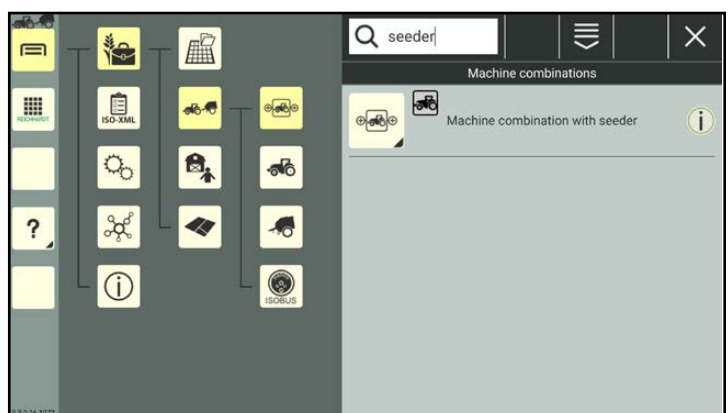 seeder
Machine combinations
ISO-XML
REICHHARDT
Machine combination with seeder
i
?
i
ISOBUS